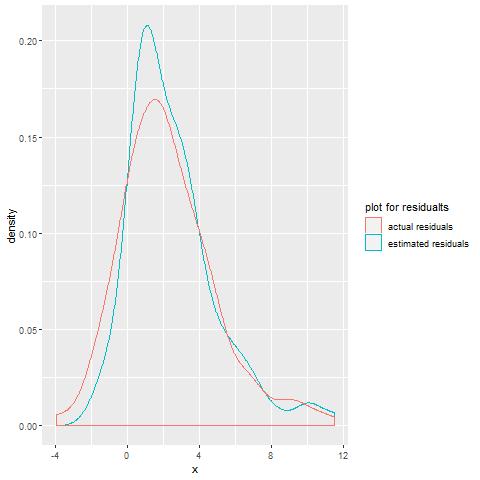 0.20
0.15
0.10
0.05
0.00
density
-4 0 4 8 12
x
plot for residualts
actual residuals
estimated residuals